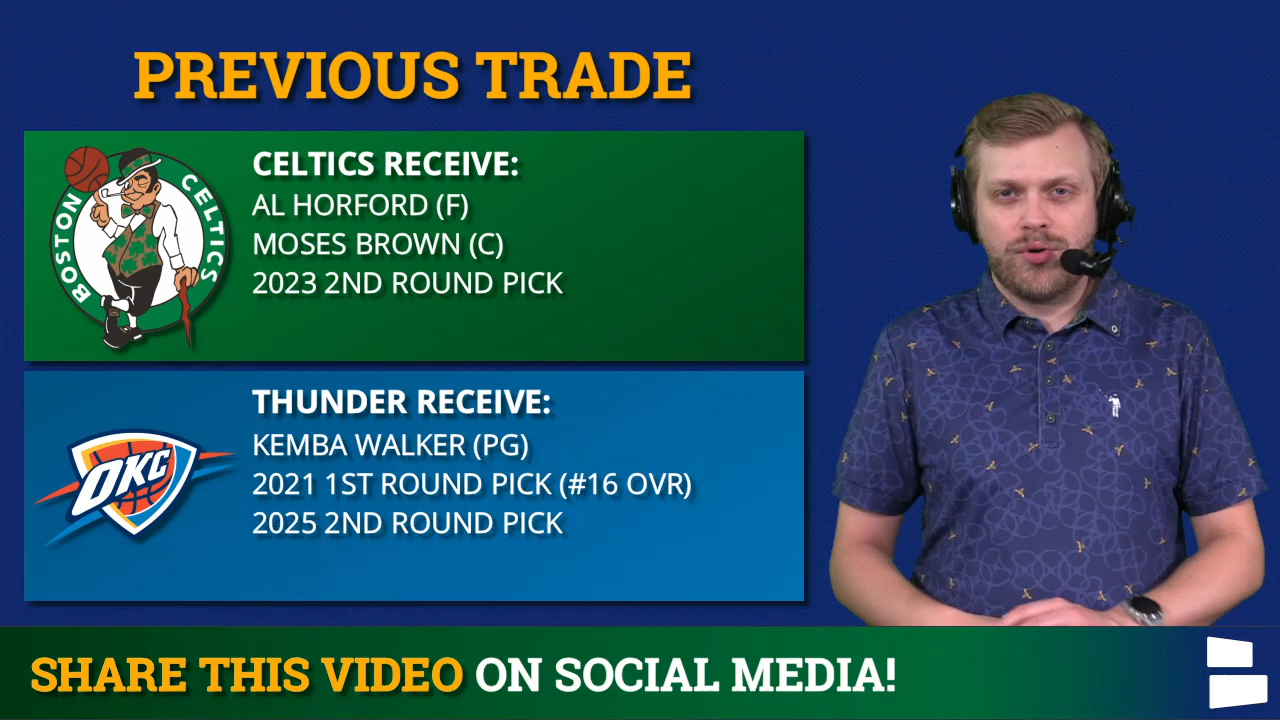 PREVIOUS TRADE
BOSTON CELTICS
CELTICS RECEIVE:
AL HORFORD (F)
MOSES BROWN (C)
2023 2ND ROUND PICK
OKC
THUNDER RECEIVE:
KEMBA WALKER (PG)
2021 1ST ROUND PICK (#16 OVR)
2025 2ND ROUND PICK
SHARE THIS VIDEO ON SOCIAL MEDIA!